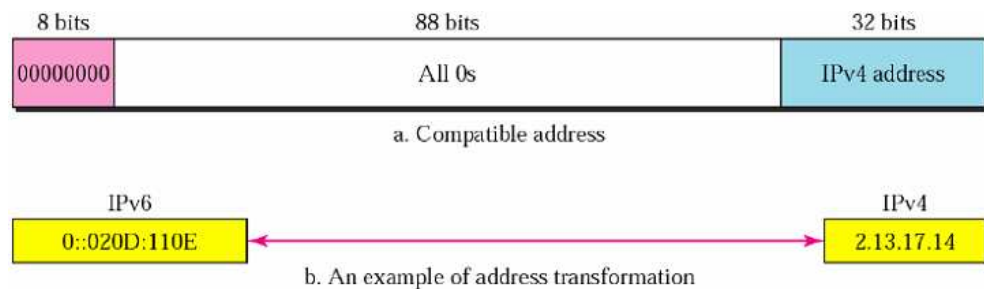 8 bits 88 bits 32 bits
00000000 All 0s IPv4 address
a. Compatible address
IPv6 IPv4
0::020D:110E 2.13.17.14
b. An example of address transformation